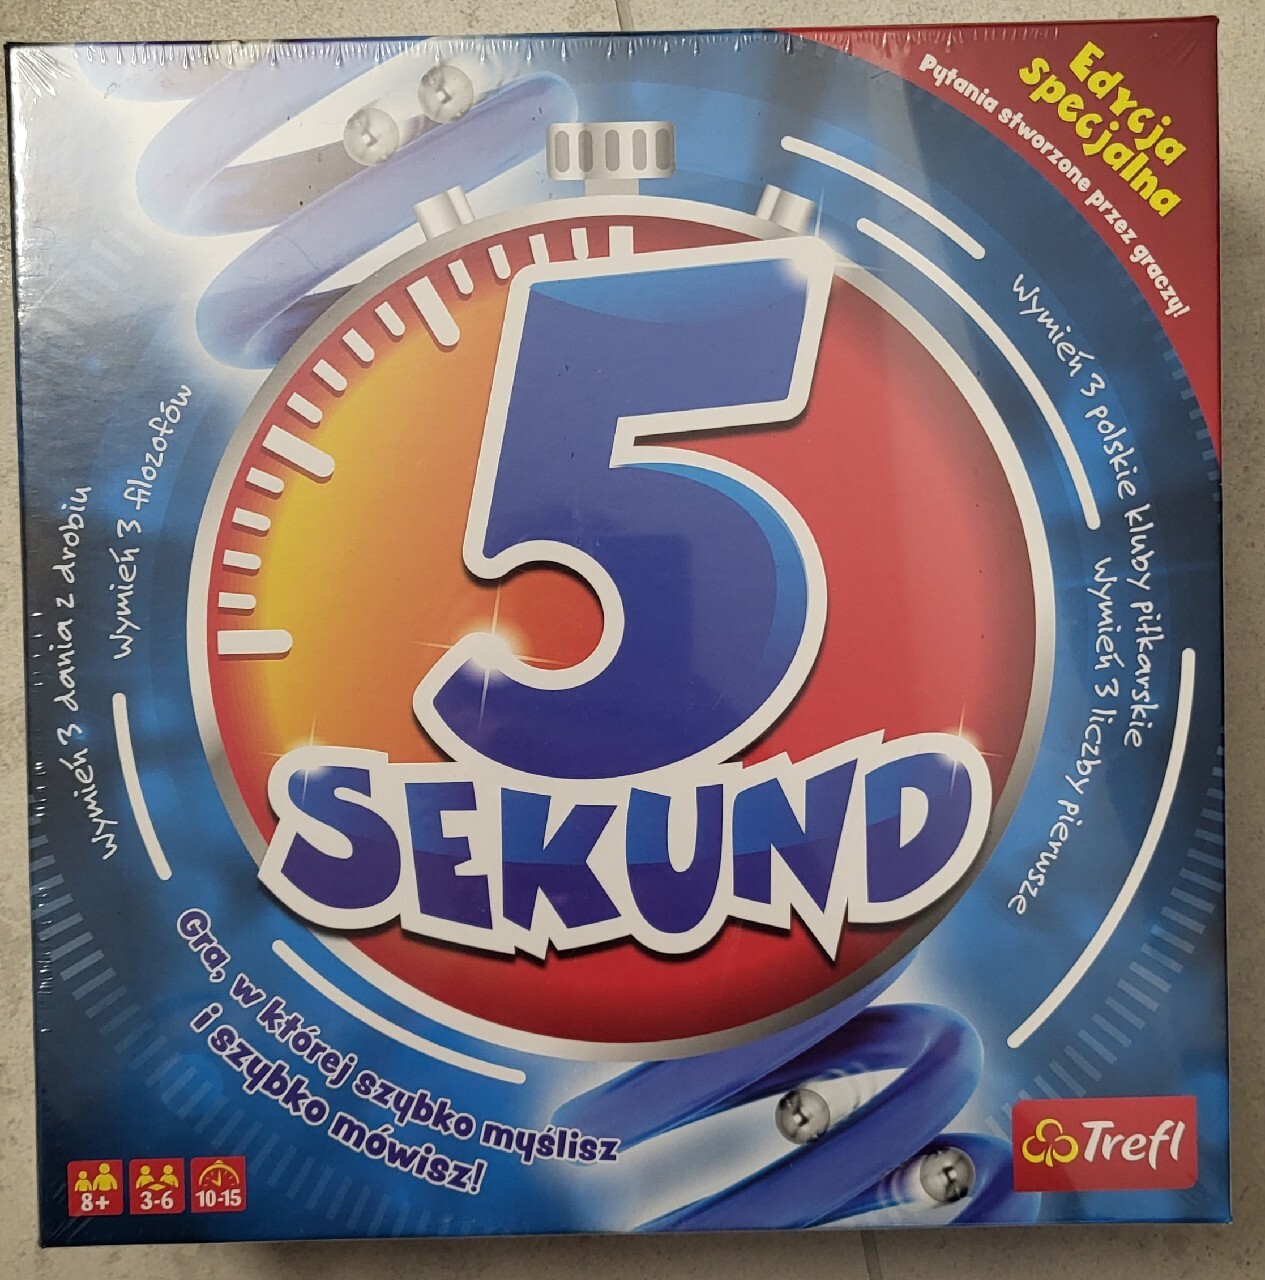 Edycja
specjalna
Pytania stworzone przez graczy!
Wymień 3 polskie kluby piłkarskie
Wymień 3 liczby pierwsze
Wymień 3 filozofów
Wymień 3 dania z drobiu
5
SEKUND
Gra, w której szybko myślisz
i szybko mówisz!
8+
3-6
10-15
Trefl